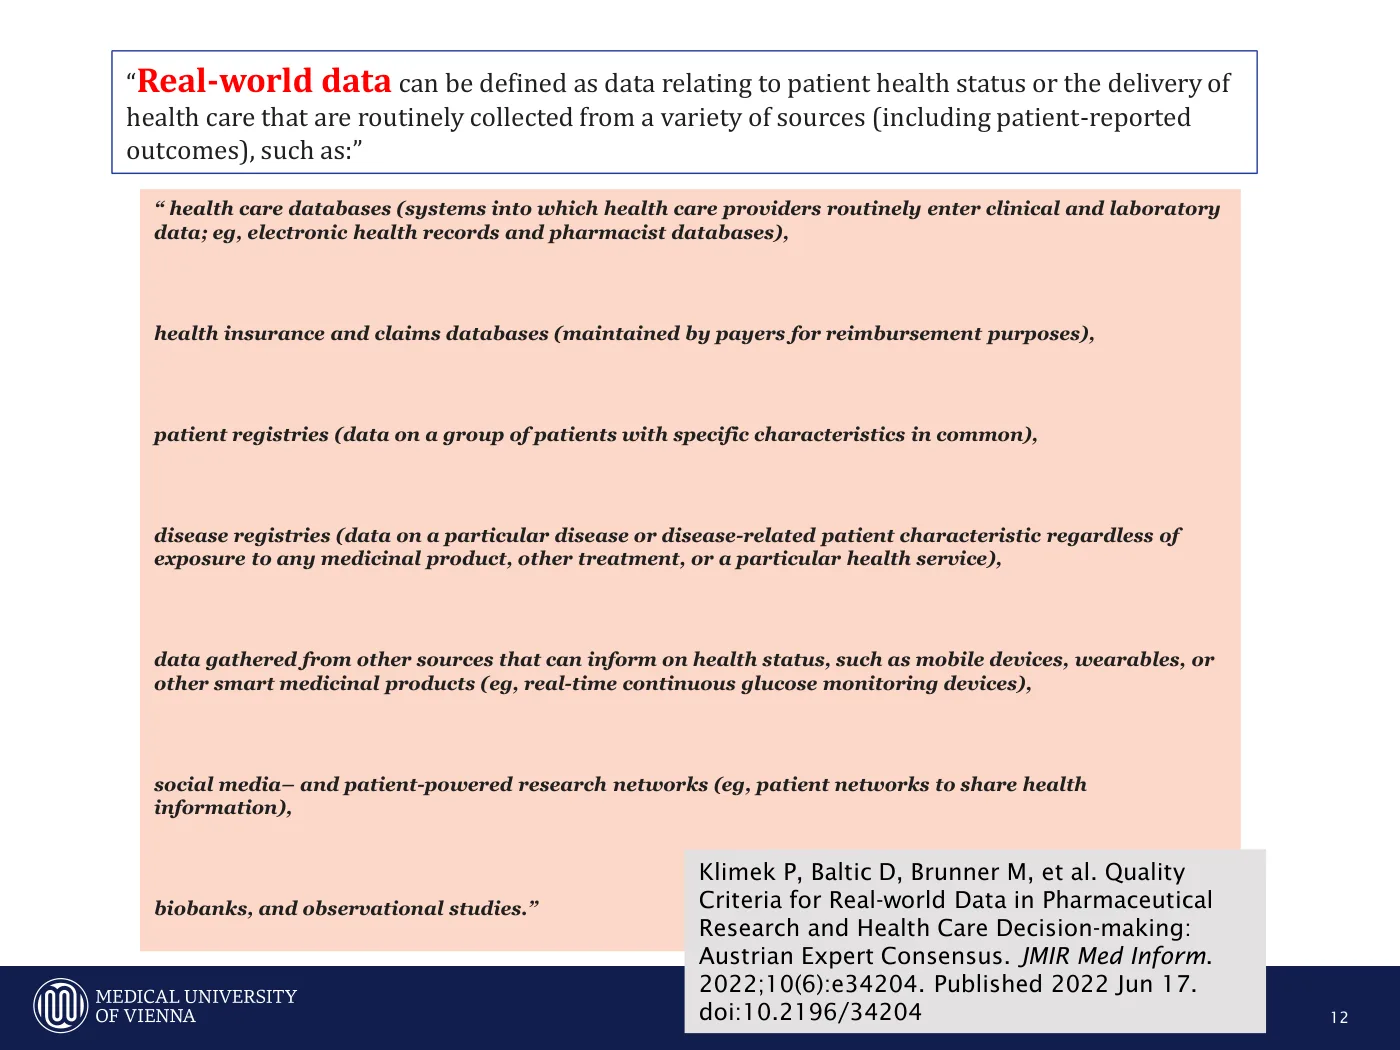 “Real-world data can be defined as data relating to patient health status or the delivery of
health care that are routinely collected from a variety of sources (including patient-reported
outcomes), such as:”
“ health care databases (systems into which health care providers routinely enter clinical and laboratory
data; eg, electronic health records and pharmacist databases),
health insurance and claims databases (maintained by payers for reimbursement purposes),
patient registries (data on a group of patients with specific characteristics in common),
disease registries (data on a particular disease or disease-related patient characteristic regardless of
exposure to any medicinal product, other treatment, or a particular health service),
data gathered from other sources that can inform on health status, such as mobile devices, wearables, or
other smart medicinal products (eg, real-time continuous glucose monitoring devices),
social media– and patient-powered research networks (eg, patient networks to share health
information),
biobanks, and observational studies.”
Klimek P, Baltic D, Brunner M, et al. Quality
Criteria for Real-world Data in Pharmaceutical
Research and Health Care Decision-making:
Austrian Expert Consensus. JMIR Med Inform.
2022;10(6):e34204. Published 2022 Jun 17.
doi:10.2196/34204
MEDICAL UNIVERSITY
OF VIENNA
12